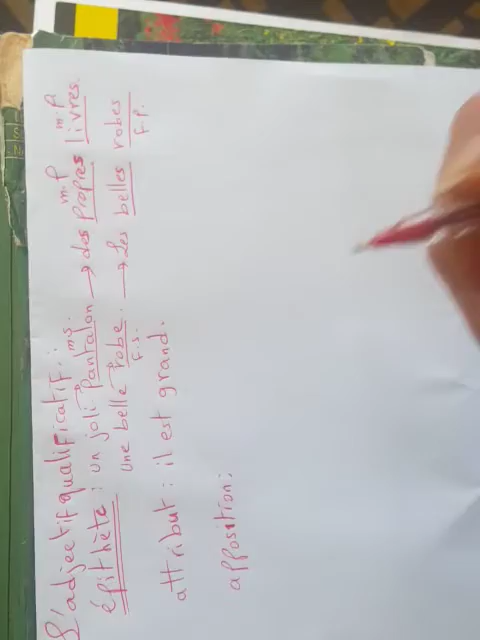 L'adjectif qualificatif :
m.s. m.P m.P
épithète : un joli Pantalon → des propres livres.
Une belle robe. → Les belles robes
F.S. F.P.
attribut : il est grand.
apposition :